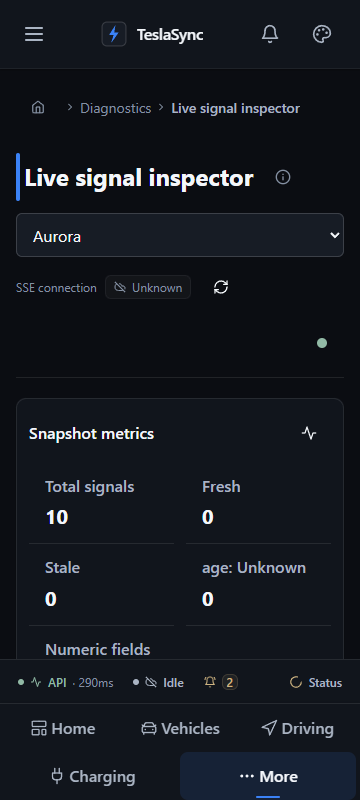 TeslaSync
Diagnostics
Live signal inspector
Live signal inspector
Aurora
SSE connection
Unknown
Snapshot metrics
Total signals
10
Fresh
0
Stale
0
age: Unknown
0
Numeric fields
API · 290ms
Idle
2
Status
Home
Vehicles
Driving
Charging
More